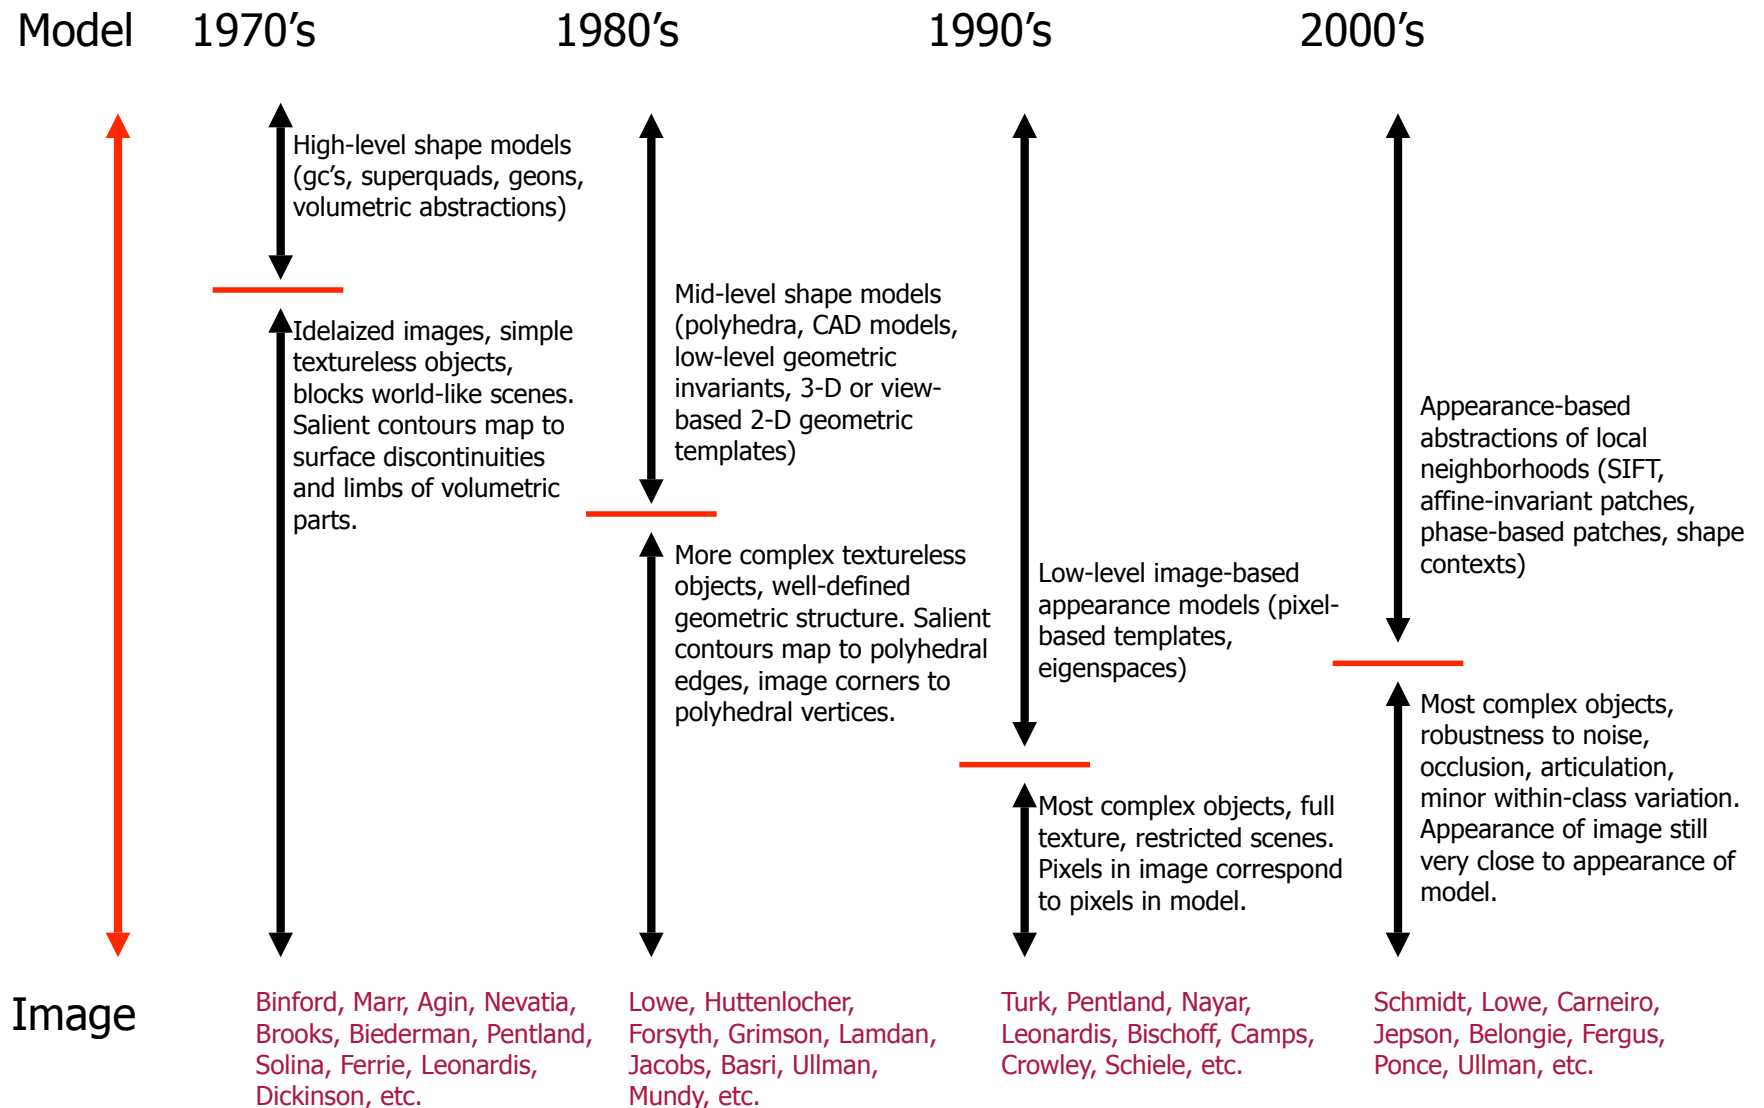 Model
1970's
1980's
1990's
2000's
High-level shape models
(gc's, superquads, geons,
volumetric abstractions)
Idelaized images, simple
textureless objects,
blocks world-like scenes.
Salient contours map to
surface discontinuities
and limbs of volumetric
parts.
Mid-level shape models
(polyhedra, CAD models,
low-level geometric
invariants, 3-D or view-
based 2-D geometric
templates)
More complex textureless
objects, well-defined
geometric structure. Salient
contours map to polyhedral
edges, image corners to
polyhedral vertices.
Low-level image-based
appearance models (pixel-
based templates,
eigenspaces)
Most complex objects, full
texture, restricted scenes.
Pixels in image correspond
to pixels in model.
Appearance-based
abstractions of local
neighborhoods (SIFT,
affine-invariant patches,
phase-based patches, shape
contexts)
Most complex objects,
robustness to noise,
occlusion, articulation,
minor within-class variation.
Appearance of image still
very close to appearance of
model.
Image
Binford, Marr, Agin, Nevatia,
Brooks, Biederman, Pentland,
Solina, Ferrie, Leonardis,
Dickinson, etc.
Lowe, Huttenlocher,
Forsyth, Grimson, Lamdan,
Jacobs, Basri, Ullman,
Mundy, etc.
Turk, Pentland, Nayar,
Leonardis, Bischoff, Camps,
Crowley, Schiele, etc.
Schmidt, Lowe, Carneiro,
Jepson, Belongie, Fergus,
Ponce, Ullman, etc.